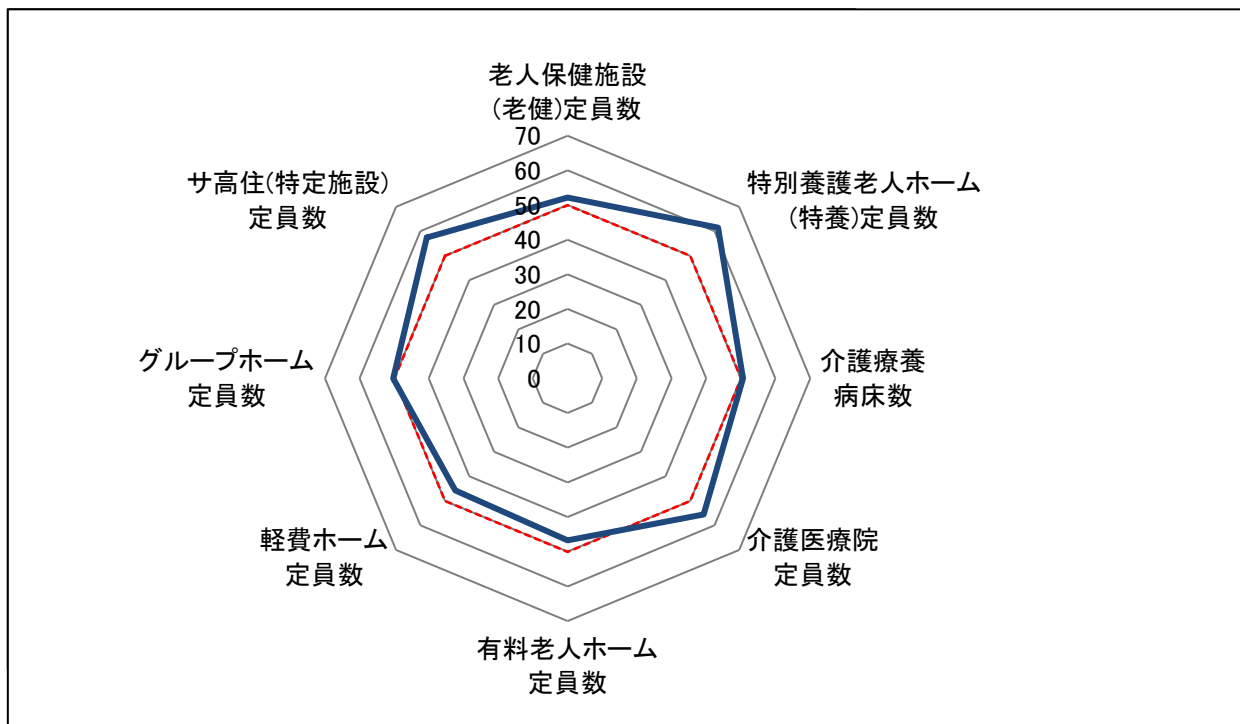 老人保健施設
(老健)定員数
特別養護老人ホーム
(特養)定員数
介護療養
病床数
介護医療院
定員数
有料老人ホーム
定員数
軽費ホーム
定員数
グループホーム
定員数
サ高住(特定施設)
定員数
70
60
50
40
30
20
10
0